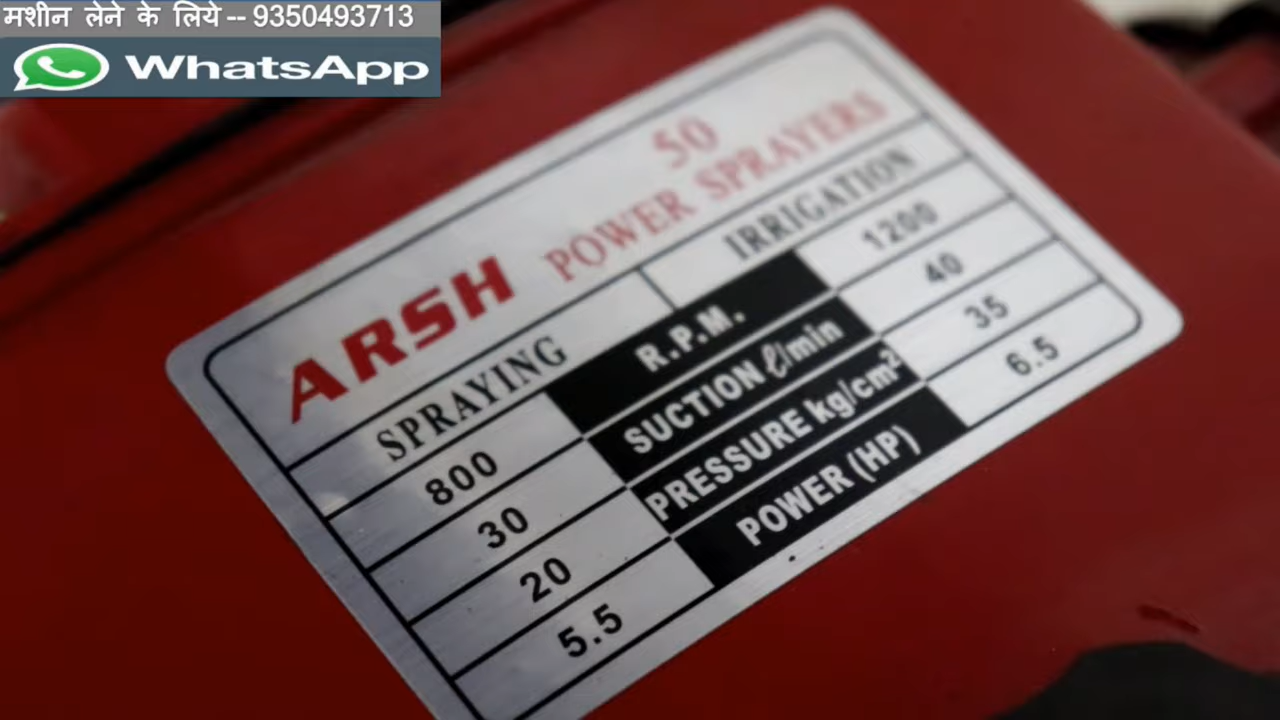 मशीन लेने के लिये -- 9350493713
WhatsApp
50
ARSH POWER SPRAYERS
SPRAYING IRRIGATION
800 R.P.M. 1200
30 SUCTION ℓ/min 40
20 PRESSURE kg/cm² 35
5.5 POWER (HP) 6.5